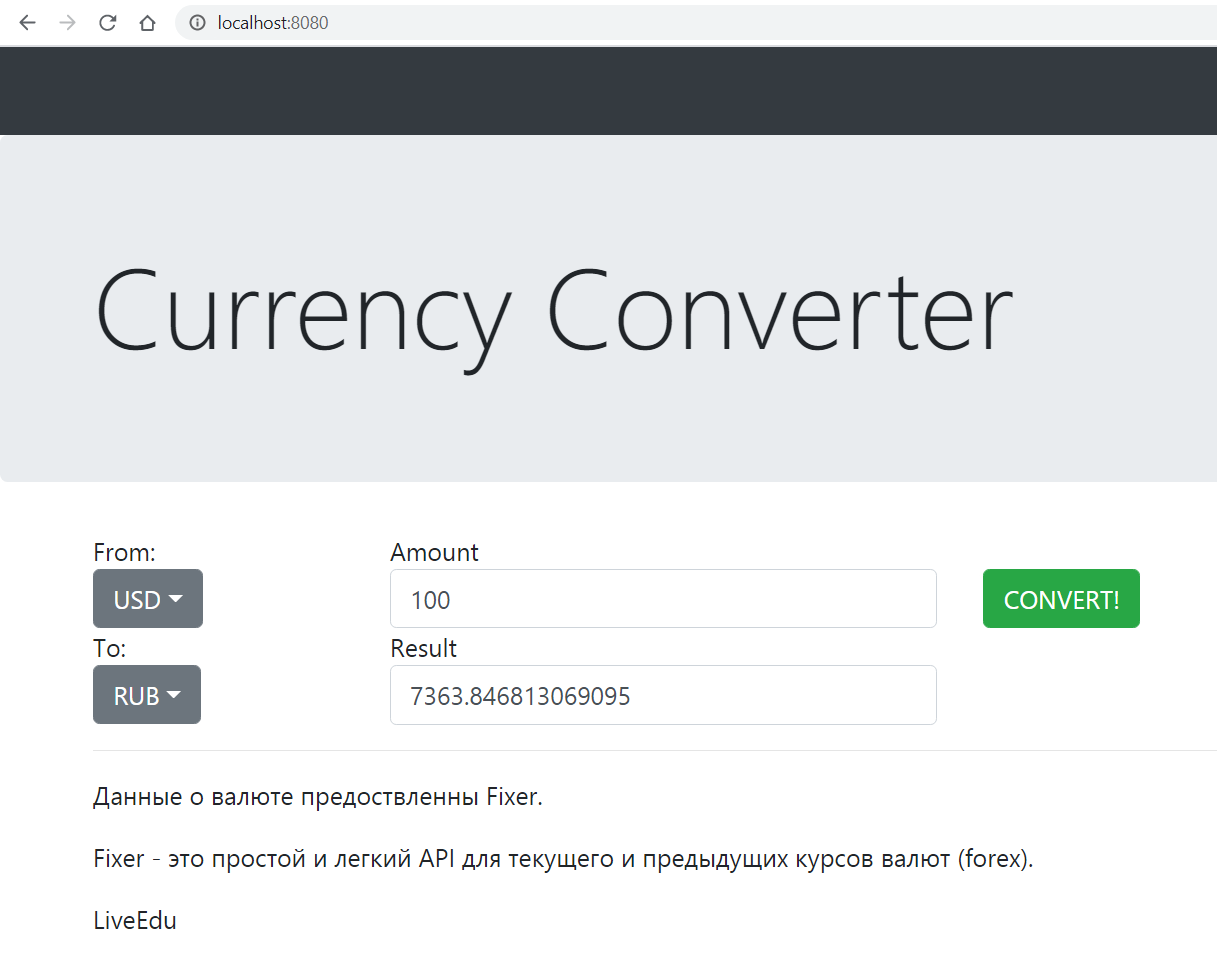 localhost:8080
Currency Converter
From:
Amount
USD
100
CONVERT!
To:
Result
RUB
7363.846813069095
Данные о валюте предоствленны Fixer.
Fixer - это простой и легкий API для текущего и предыдущих курсов валют (forex).
LiveEdu